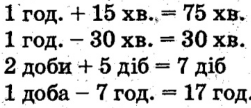 1 год. + 15 хв. = 75 хв.
1 год. – 30 хв. = 30 хв.
2 доби + 5 діб = 7 діб
1 доба – 7 год. = 17 год.